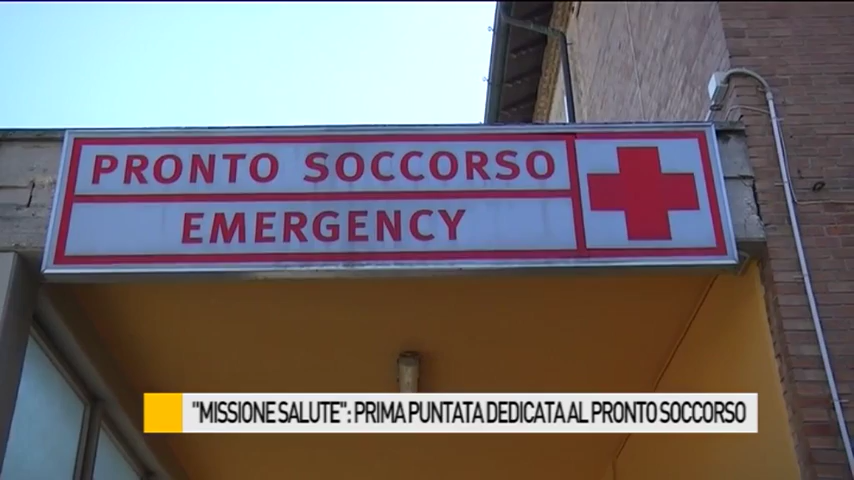 PRONTO SOCCORSO
EMERGENCY
"MISSIONE SALUTE": PRIMA PUNTATA DEDICATA AL PRONTO SOCCORSO